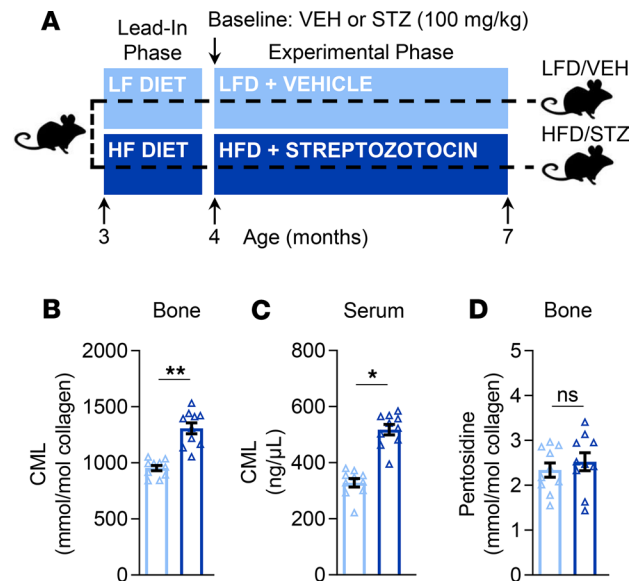 A
Lead-In
Phase
Baseline: VEH or STZ (100 mg/kg)
Experimental Phase
LF DIET
LFD + VEHICLE
LFD/VEH
HF DIET
HFD + STREPTOZOTOCIN
HFD/STZ
3
4
Age (months)
7
B
Bone
CML
(mmol/mol collagen)
2000
1500
1000
500
0
**
C
Serum
CML
(ng/µL)
800
600
400
200
0
*
D
Bone
Pentosidine
(mmol/mol collagen)
5
4
3
2
1
0
ns